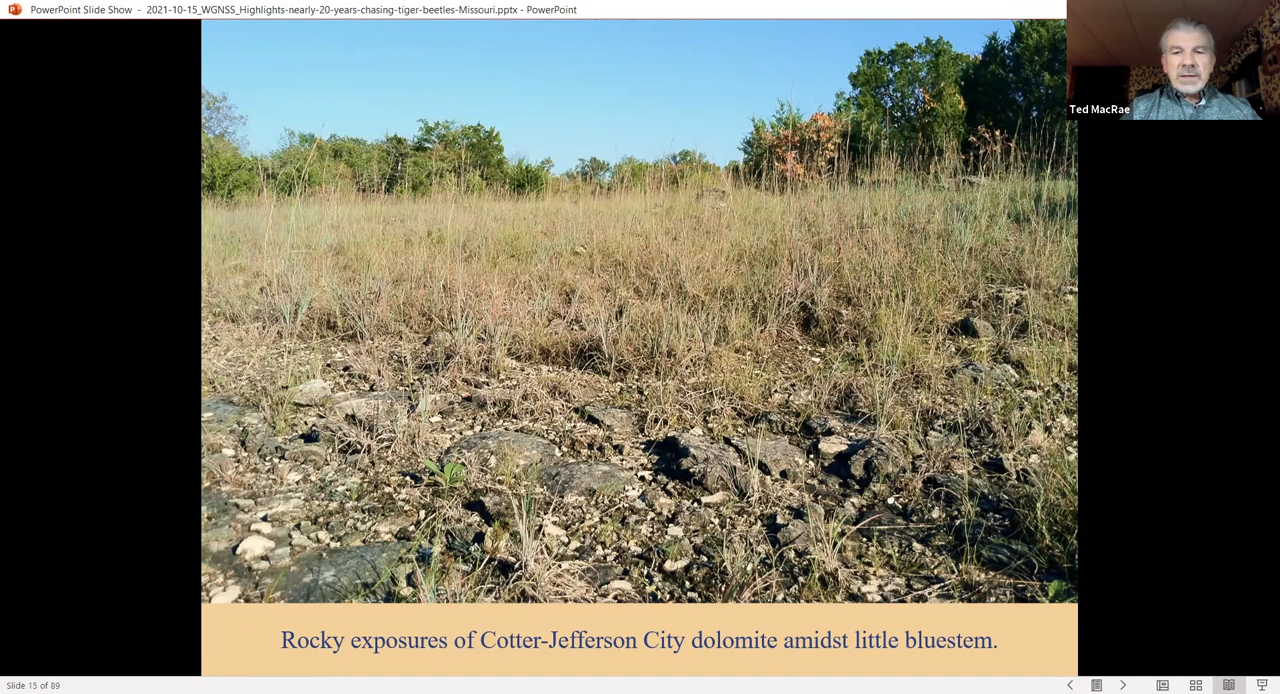 PowerPoint Slide Show - 2021-10-15_WGNSS_Highlights-nearly-20-years-chasing-tiger-beetles-Missouri.pptx - PowerPoint
Ted MacRae
Rocky exposures of Cotter-Jefferson City dolomite amidst little bluestem.
Slide 15 of 89